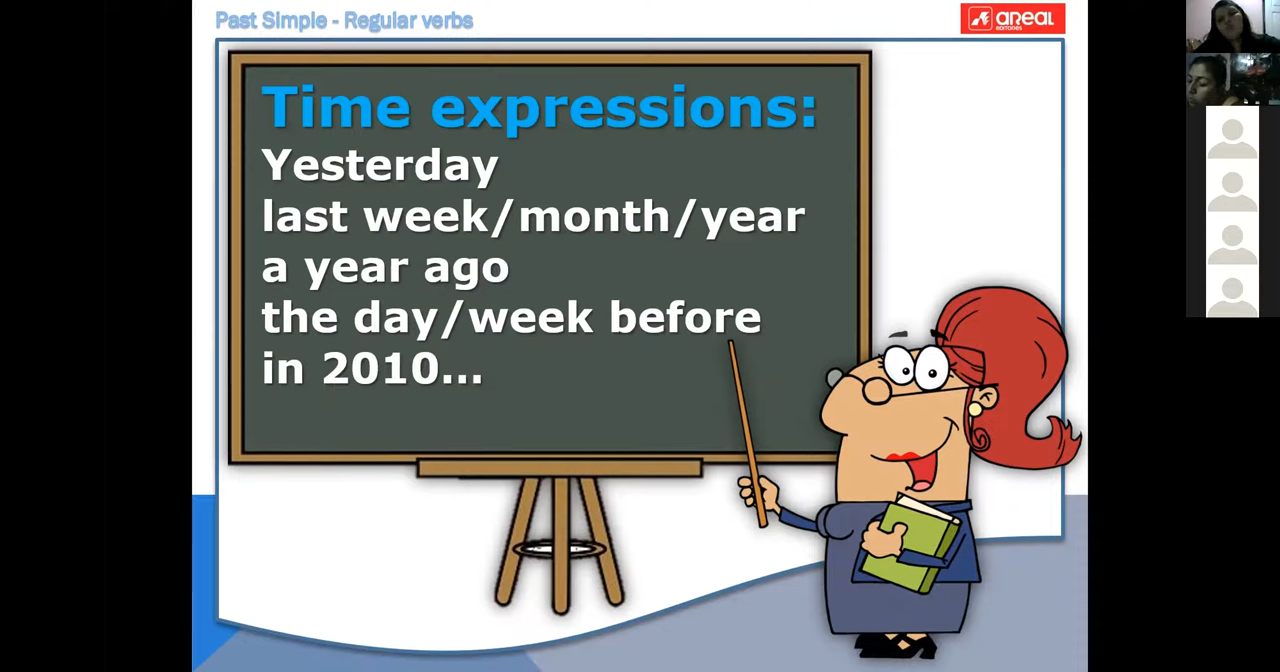 Past Simple - Regular verbs
areal
EDITORES
Time expressions:
Yesterday
last week/month/year
a year ago
the day/week before
in 2010...